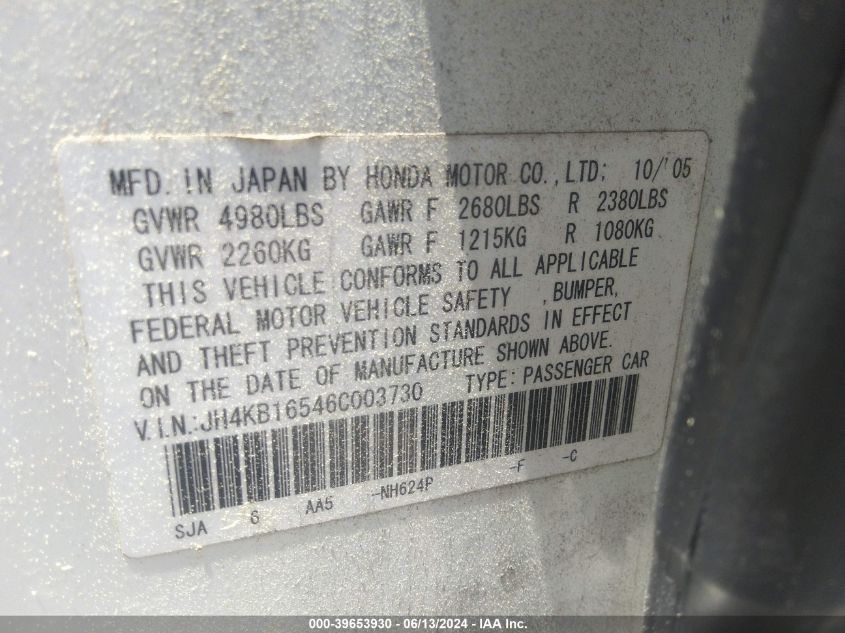 MFD. IN JAPAN BY HONDA MOTOR CO.,LTD; 10/'05
GVWR 4980LBS GAWR F 2680LBS R 2380LBS
GVWR 2260KG GAWR F 1215KG R 1080KG
THIS VEHICLE CONFORMS TO ALL APPLICABLE
FEDERAL MOTOR VEHICLE SAFETY , BUMPER,
AND THEFT PREVENTION STANDARDS IN EFFECT
ON THE DATE OF MANUFACTURE SHOWN ABOVE.
V.I.N.:JH4KB16546C003730 TYPE: PASSENGER CAR
SJA 6 AA5 -NH624P -F -C
000-39653930 - 06/13/2024 - IAA Inc.